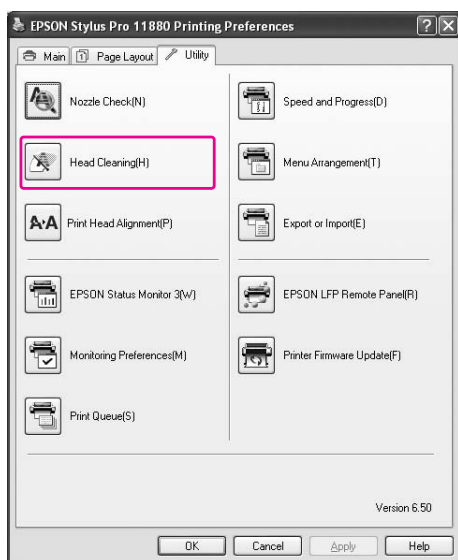 EPSON Stylus Pro 11880 Printing Preferences
Main Page Layout Utility
Nozzle Check(N)
Speed and Progress(D)
Head Cleaning(H)
Menu Arrangement(T)
Print Head Alignment(P)
Export or Import(E)
EPSON Status Monitor 3(W)
EPSON LFP Remote Panel(R)
Monitoring Preferences(M)
Printer Firmware Update(F)
Print Queue(S)
Version 6.50
OK Cancel Apply Help